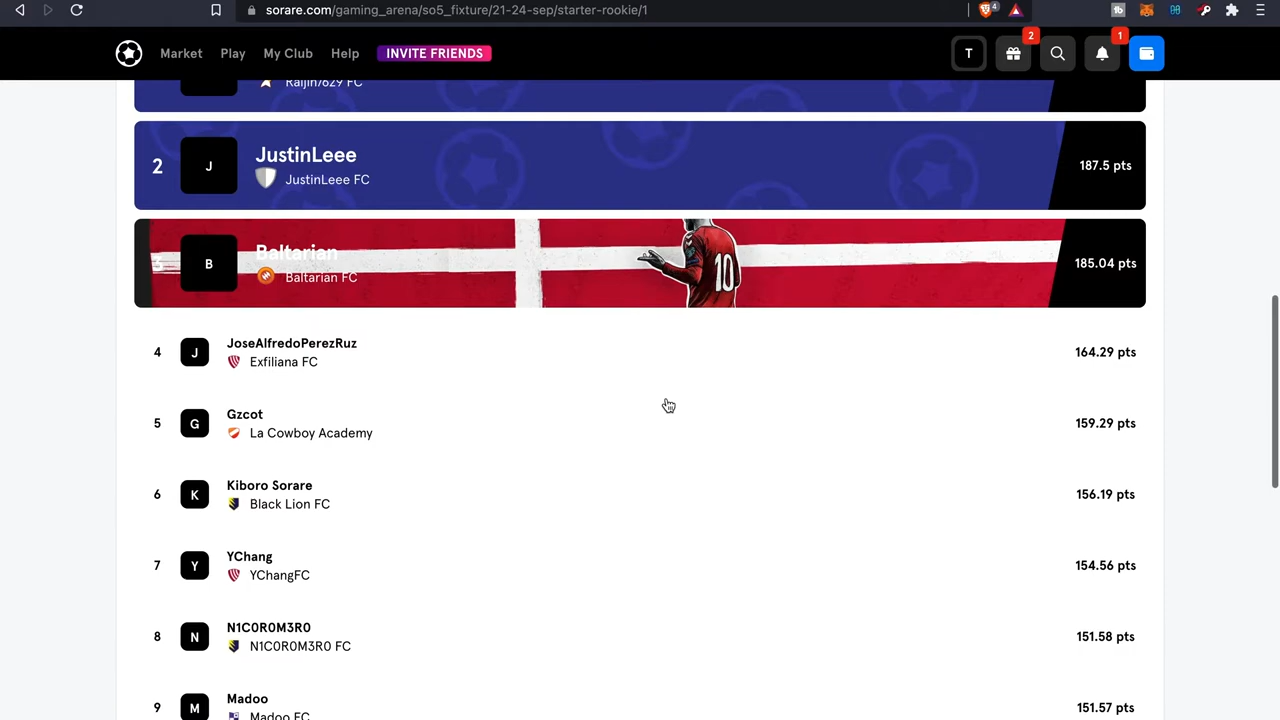 sorare.com/gaming_arena/so5_fixture/21-24-sep/starter-rookie/1
4
Market Play My Club Help INVITE FRIENDS T 2 1
Raijin7629 FC
2 J JustinLeee 187.5 pts
JustinLeee FC
3 B Baltarian 185.04 pts
Baltarian FC
10
4 J JoseAlfredoPerezRuz 164.29 pts
Exfiliana FC
5 G Gzcot 159.29 pts
La Cowboy Academy
6 K Kiboro Sorare 156.19 pts
Black Lion FC
7 Y YChang 154.56 pts
YChangFC
8 N N1C0R0M3R0 151.58 pts
N1C0R0M3R0 FC
9 M Madoo 151.57 pts
Madoo FC